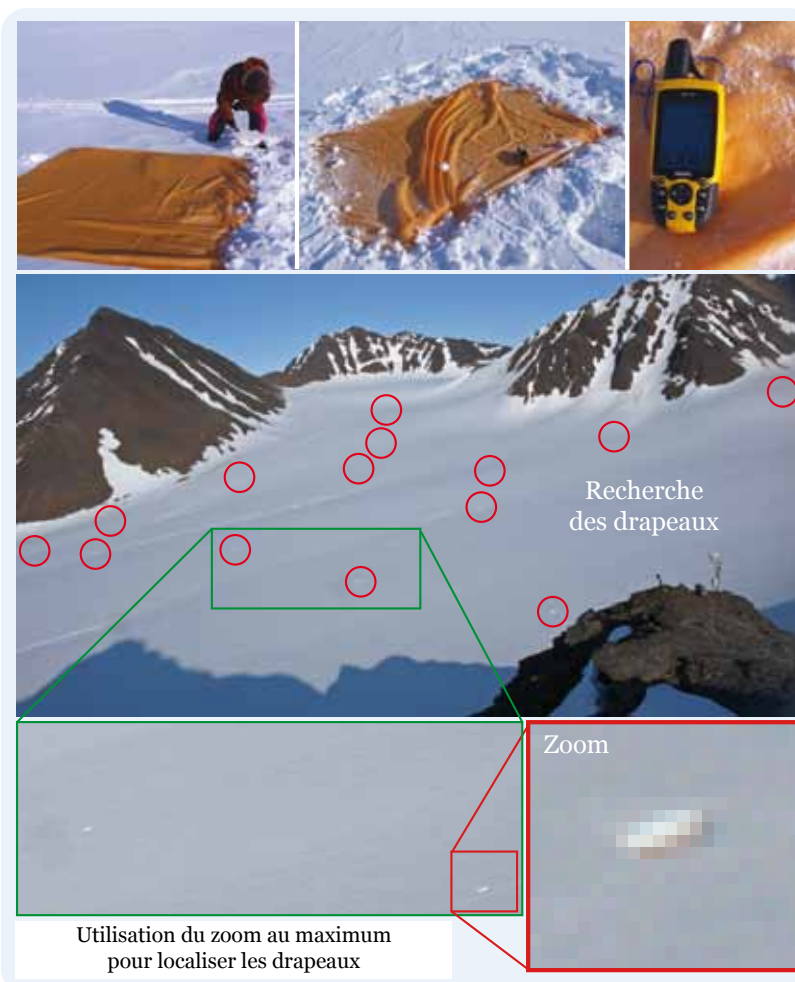 Recherche
des drapeaux
Zoom
Utilisation du zoom au maximum
pour localiser les drapeaux